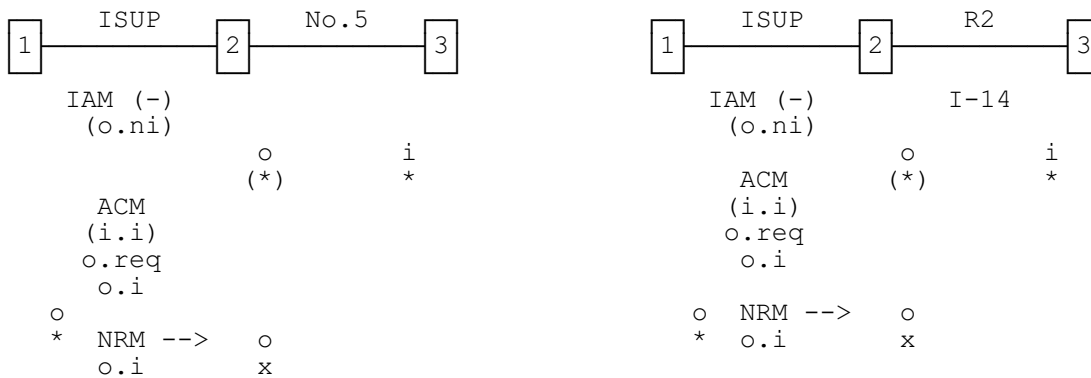 ISUP No.5
1 2 3
IAM (-)
(o.ni)
o i
(*) *
ACM
(i.i)
o.req
o.i
o
* NRM --> o
o.i x
ISUP R2
1 2 3
IAM (-) I-14
(o.ni)
o i
ACM (*) *
(i.i)
o.req
o.i
o NRM --> o
* o.i x